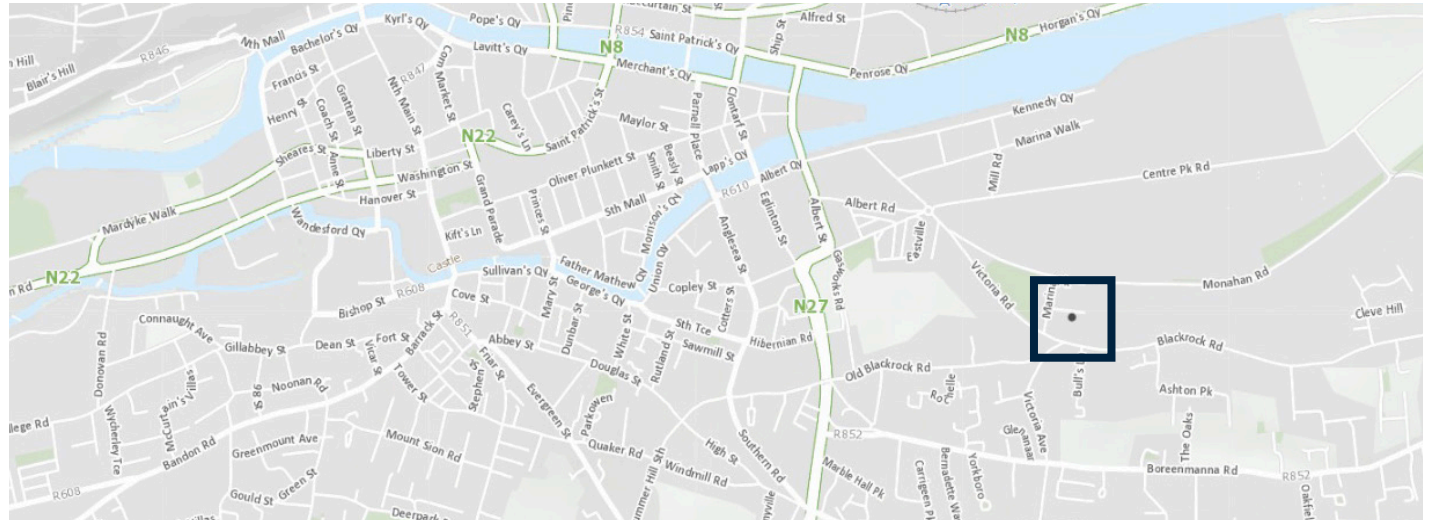 Pope's Qy
Kyrl's Qy
Alfred St
Ship St
R854
Saint Patrick's Qy
N8
Horgan's Qy
N8
Nth Mall
Bachelor's Qy
Lavitt's Qy
Merchant's Qy
Penrose Qy
R846
Blair's Hill
Francis St
Henry St
Coach St
Grattan St
R847
Nth Main St
Corn Market St
Carey's Ln
Saint Patrick's St
Maylor St
Parnell Place
Clontarf St
Kennedy Qy
Marina Walk
N22
Sheares St
Anne St
Liberty St
Washington St
Hanover St
Oliver Plunkett St
Smith St
Beasly St
Lapp's Qy
Albert Qy
R610
Mill Rd
Centre Pk Rd
Mardyke Walk
Wandesford Qy
Grand Parade
Princes St
Kift's Ln
Sth Mall
Morrison's Qy
Anglesea St
Eglinton St
Albert St
Albert Rd
Eastville
N22
Castle
Sullivan's Qy
Father Mathew Qy
George's Qy
Union Qy
Copley St
Gasworks Rd
Victoria Rd
Monahan Rd
R608
Bishop St
Cove St
Mary St
Dunbar St
White St
Cotters St
N27
Marina
Cleve Hill
Connaught Ave
Gillabbey St
Dean St
Fort St
Barrack St
R851
Abbey St
Friar St
Sth Tce
Sawmill St
Hibernian Rd
Blackrock Rd
Donovan Rd
Noonan Rd
Vicar St
Tower St
Stephen St
Douglas St
Rutland St
Old Blackrock Rd
Rochelle
Bull's
Ashton Pk
Wycherley Tce
Evergreen St
Parkowen
Victoria Ave
The Oaks
Bandon Rd
Greenmount Ave
Mount Sion Rd
Quaker Rd
High St
Southern Rd
R852
Windmill Rd
Marble Hill Pk
Carrigeen
Bernadette
Yorkboro
Boreenmanna Rd
R852
R608
Gould St
Green St